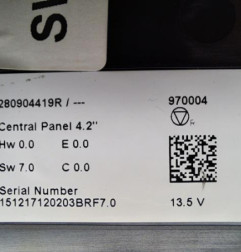 280904419R / ---
970004
Central Panel 4.2''
Hw 0.0 E 0.0
Sw 7.0 C 0.0
Serial Number
151217120203BRF7.0
13.5 V